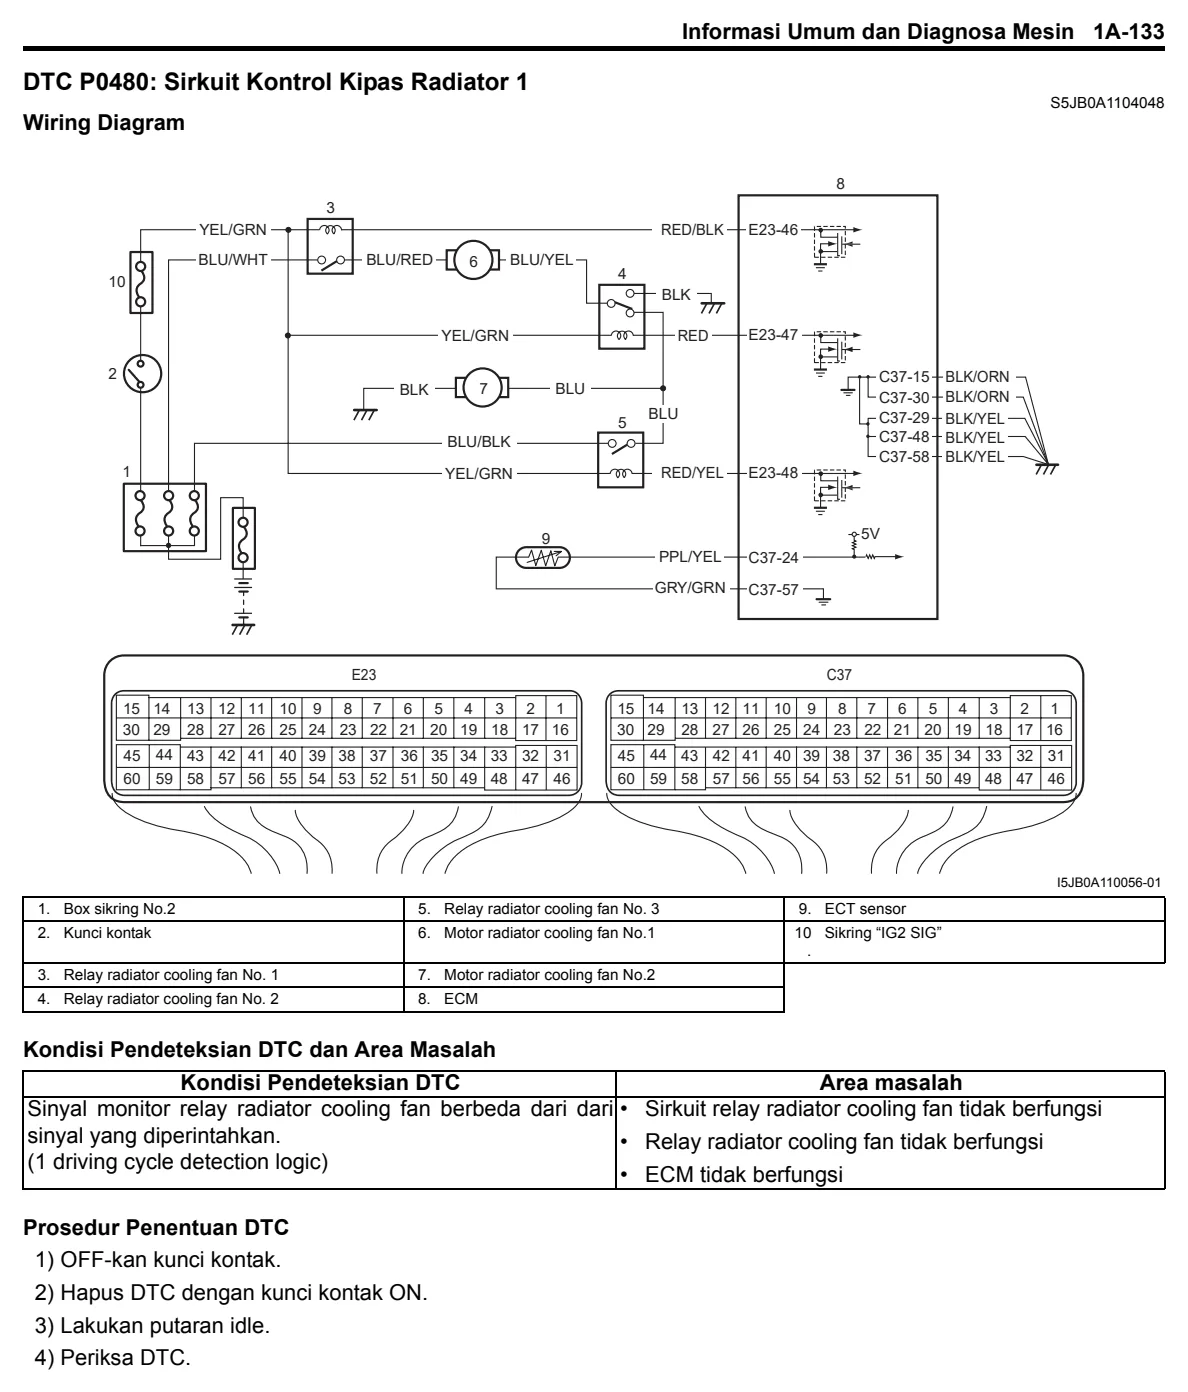 Informasi Umum dan Diagnosa Mesin 1A-133
DTC P0480: Sirkuit Kontrol Kipas Radiator 1
S5JB0A1104048
Wiring Diagram
8
3
YEL/GRN
RED/BLK
E23-46
BLU/WHT
BLU/RED
6
BLU/YEL
4
10
BLK
YEL/GRN
RED
E23-47
2
C37-15
BLK/ORN
BLK
7
BLU
C37-30
BLK/ORN
BLU
C37-29
BLK/YEL
5
BLU/BLK
C37-48
BLK/YEL
C37-58
BLK/YEL
1
YEL/GRN
RED/YEL
E23-48
5V
9
PPL/YEL
C37-24
GRY/GRN
C37-57
E23 C37
15 14 13 12 11 10 9 8 7 6 5 4 3 2 1 15 14 13 12 11 10 9 8 7 6 5 4 3 2 1
30 29 28 27 26 25 24 23 22 21 20 19 18 17 16 30 29 28 27 26 25 24 23 22 21 20 19 18 17 16
45 44 43 42 41 40 39 38 37 36 35 34 33 32 31 45 44 43 42 41 40 39 38 37 36 35 34 33 32 31
60 59 58 57 56 55 54 53 52 51 50 49 48 47 46 60 59 58 57 56 55 54 53 52 51 50 49 48 47 46
I5JB0A110056-01
1. Box sikring No.2 5. Relay radiator cooling fan No. 3 9. ECT sensor
2. Kunci kontak 6. Motor radiator cooling fan No.1 10 Sikring “IG2 SIG”
.
3. Relay radiator cooling fan No. 1 7. Motor radiator cooling fan No.2
4. Relay radiator cooling fan No. 2 8. ECM
Kondisi Pendeteksian DTC dan Area Masalah
Kondisi Pendeteksian DTC Area masalah
Sinyal monitor relay radiator cooling fan berbeda dari dari • Sirkuit relay radiator cooling fan tidak berfungsi
sinyal yang diperintahkan. • Relay radiator cooling fan tidak berfungsi
(1 driving cycle detection logic) • ECM tidak berfungsi
Prosedur Penentuan DTC
1) OFF-kan kunci kontak.
2) Hapus DTC dengan kunci kontak ON.
3) Lakukan putaran idle.
4) Periksa DTC.